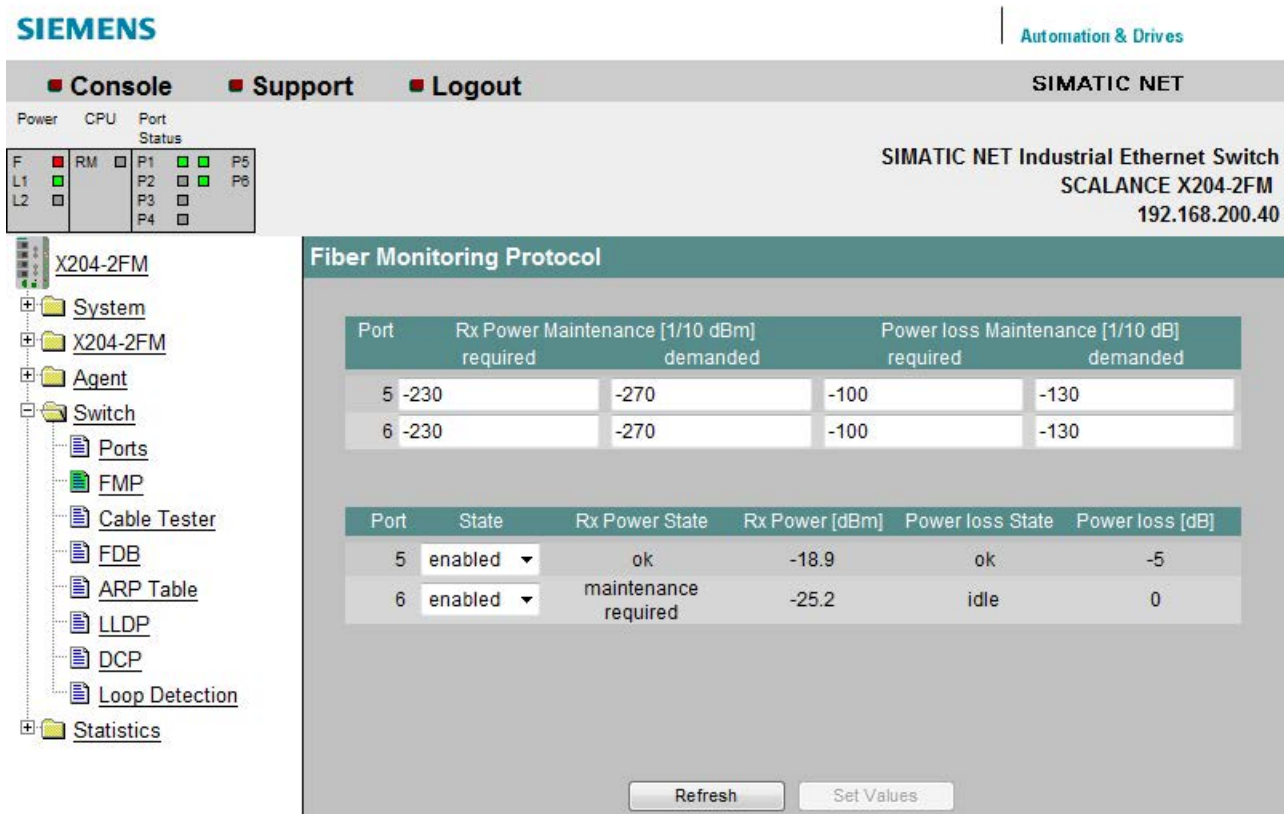 SIEMENS
Automation & Drives
Console Support Logout SIMATIC NET
Power CPU Port Status
F RM P1 P5
L1 P2 P6
L2 P3
P4
SIMATIC NET Industrial Ethernet Switch
SCALANCE X204-2FM
192.168.200.40
X204-2FM
System
X204-2FM
Agent
Switch
Ports
FMP
Cable Tester
FDB
ARP Table
LLDP
DCP
Loop Detection
Statistics
Fiber Monitoring Protocol
Port Rx Power Maintenance [1/10 dBm] Power loss Maintenance [1/10 dB]
required demanded required demanded
5 -230 -270 -100 -130
6 -230 -270 -100 -130
Port State Rx Power State Rx Power [dBm] Power loss State Power loss [dB]
5 enabled ok -18.9 ok -5
6 enabled maintenance required -25.2 idle 0
Refresh Set Values